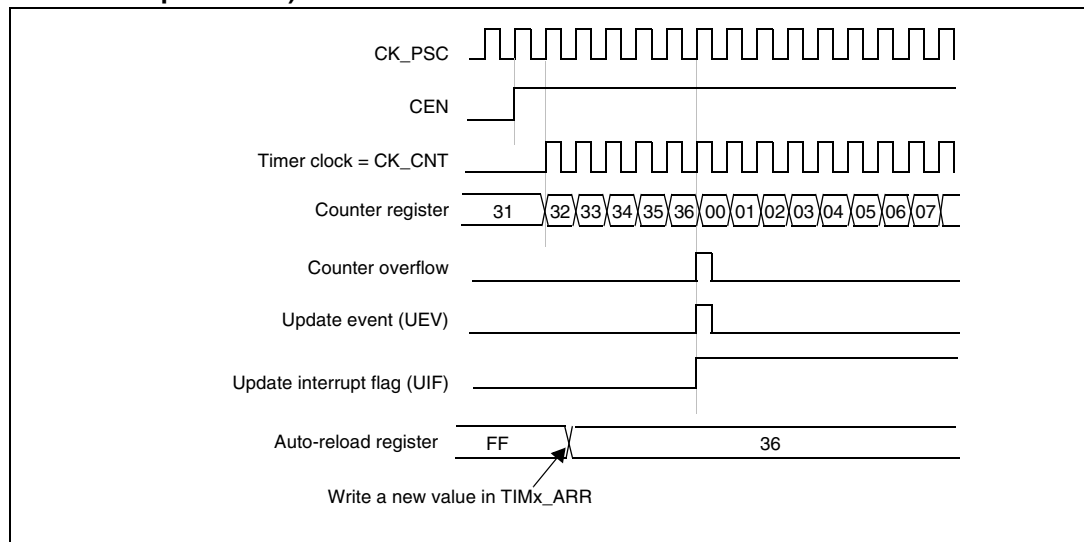 CK_PSC
CEN
Timer clock = CK_CNT
Counter register 31 32 33 34 35 36 00 01 02 03 04 05 06 07
Counter overflow
Update event (UEV)
Update interrupt flag (UIF)
Auto-reload register FF 36
Write a new value in TIMx_ARR